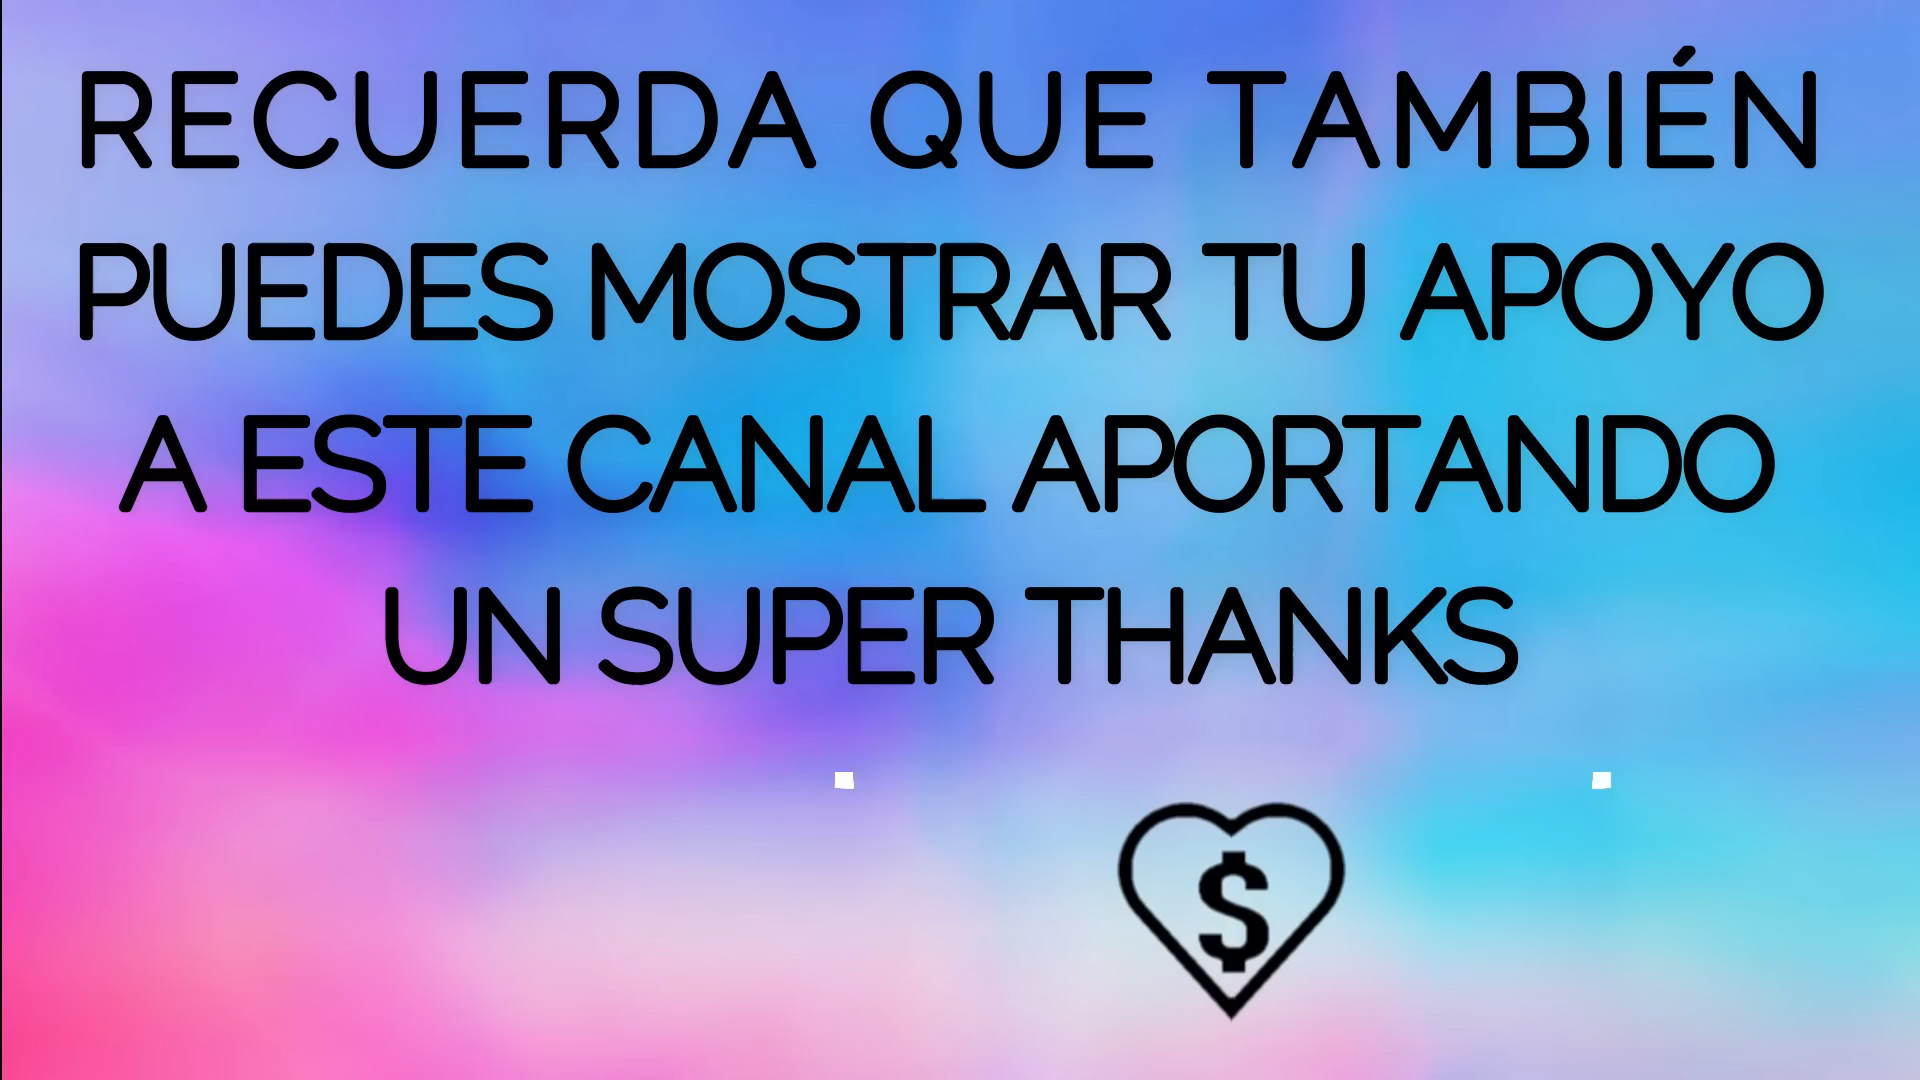 RECUERDA QUE TAMBIÉN
PUEDES MOSTRAR TU APOYO
A ESTE CANAL APORTANDO
UN SUPER THANKS
$